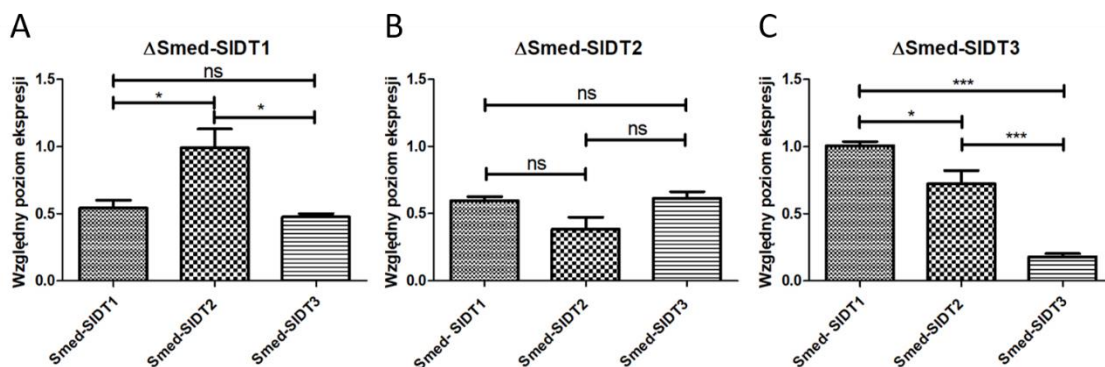 A
ΔSmed-SIDT1
Względny poziom ekspresji
1.5
1.0
0.5
0.0
ns
*
*
Smed-SIDT1
Smed-SIDT2
Smed-SIDT3
B
ΔSmed-SIDT2
Względny poziom ekspresji
1.5
1.0
0.5
0.0
ns
ns
ns
Smed- SIDT1
Smed-SIDT2
Smed-SIDT3
C
ΔSmed-SIDT3
Względny poziom ekspresji
1.5
1.0
0.5
0.0
***
*
***
Smed- SIDT1
Smed-SIDT2
Smed-SIDT3